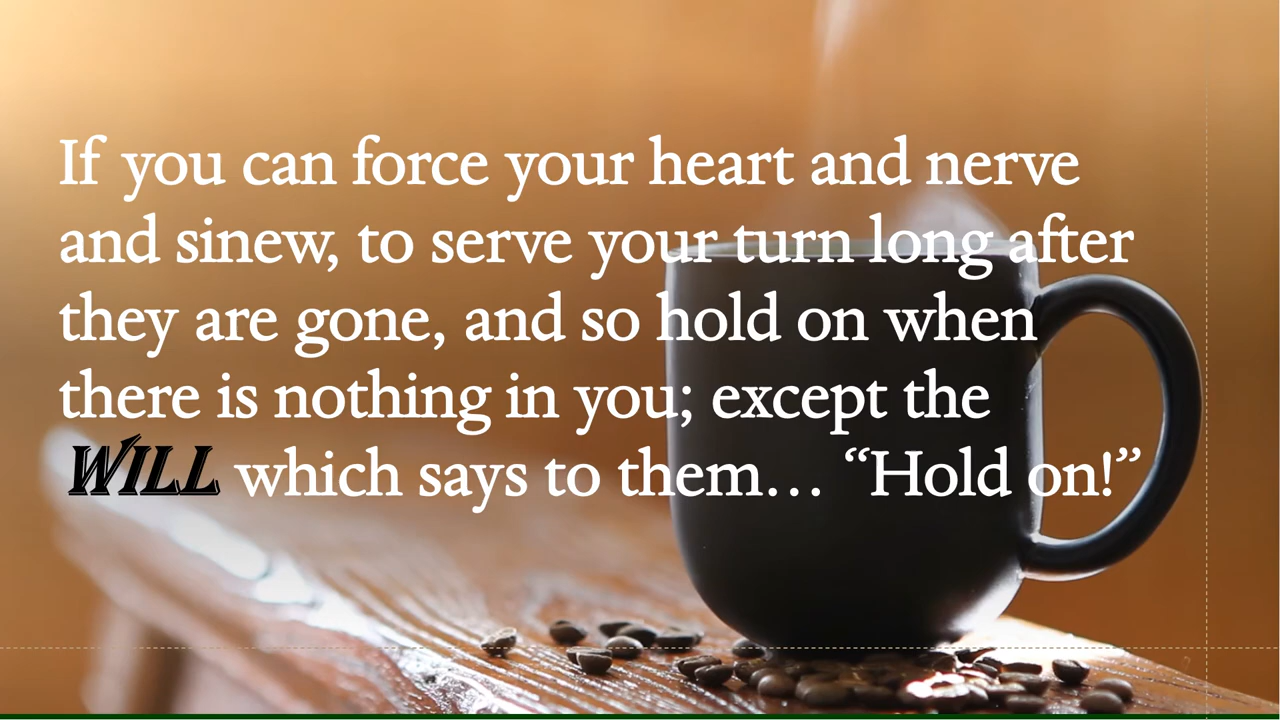 If you can force your heart and nerve
and sinew, to serve your turn long after
they are gone, and so hold on when
there is nothing in you; except the
WILL which says to them… “Hold on!”